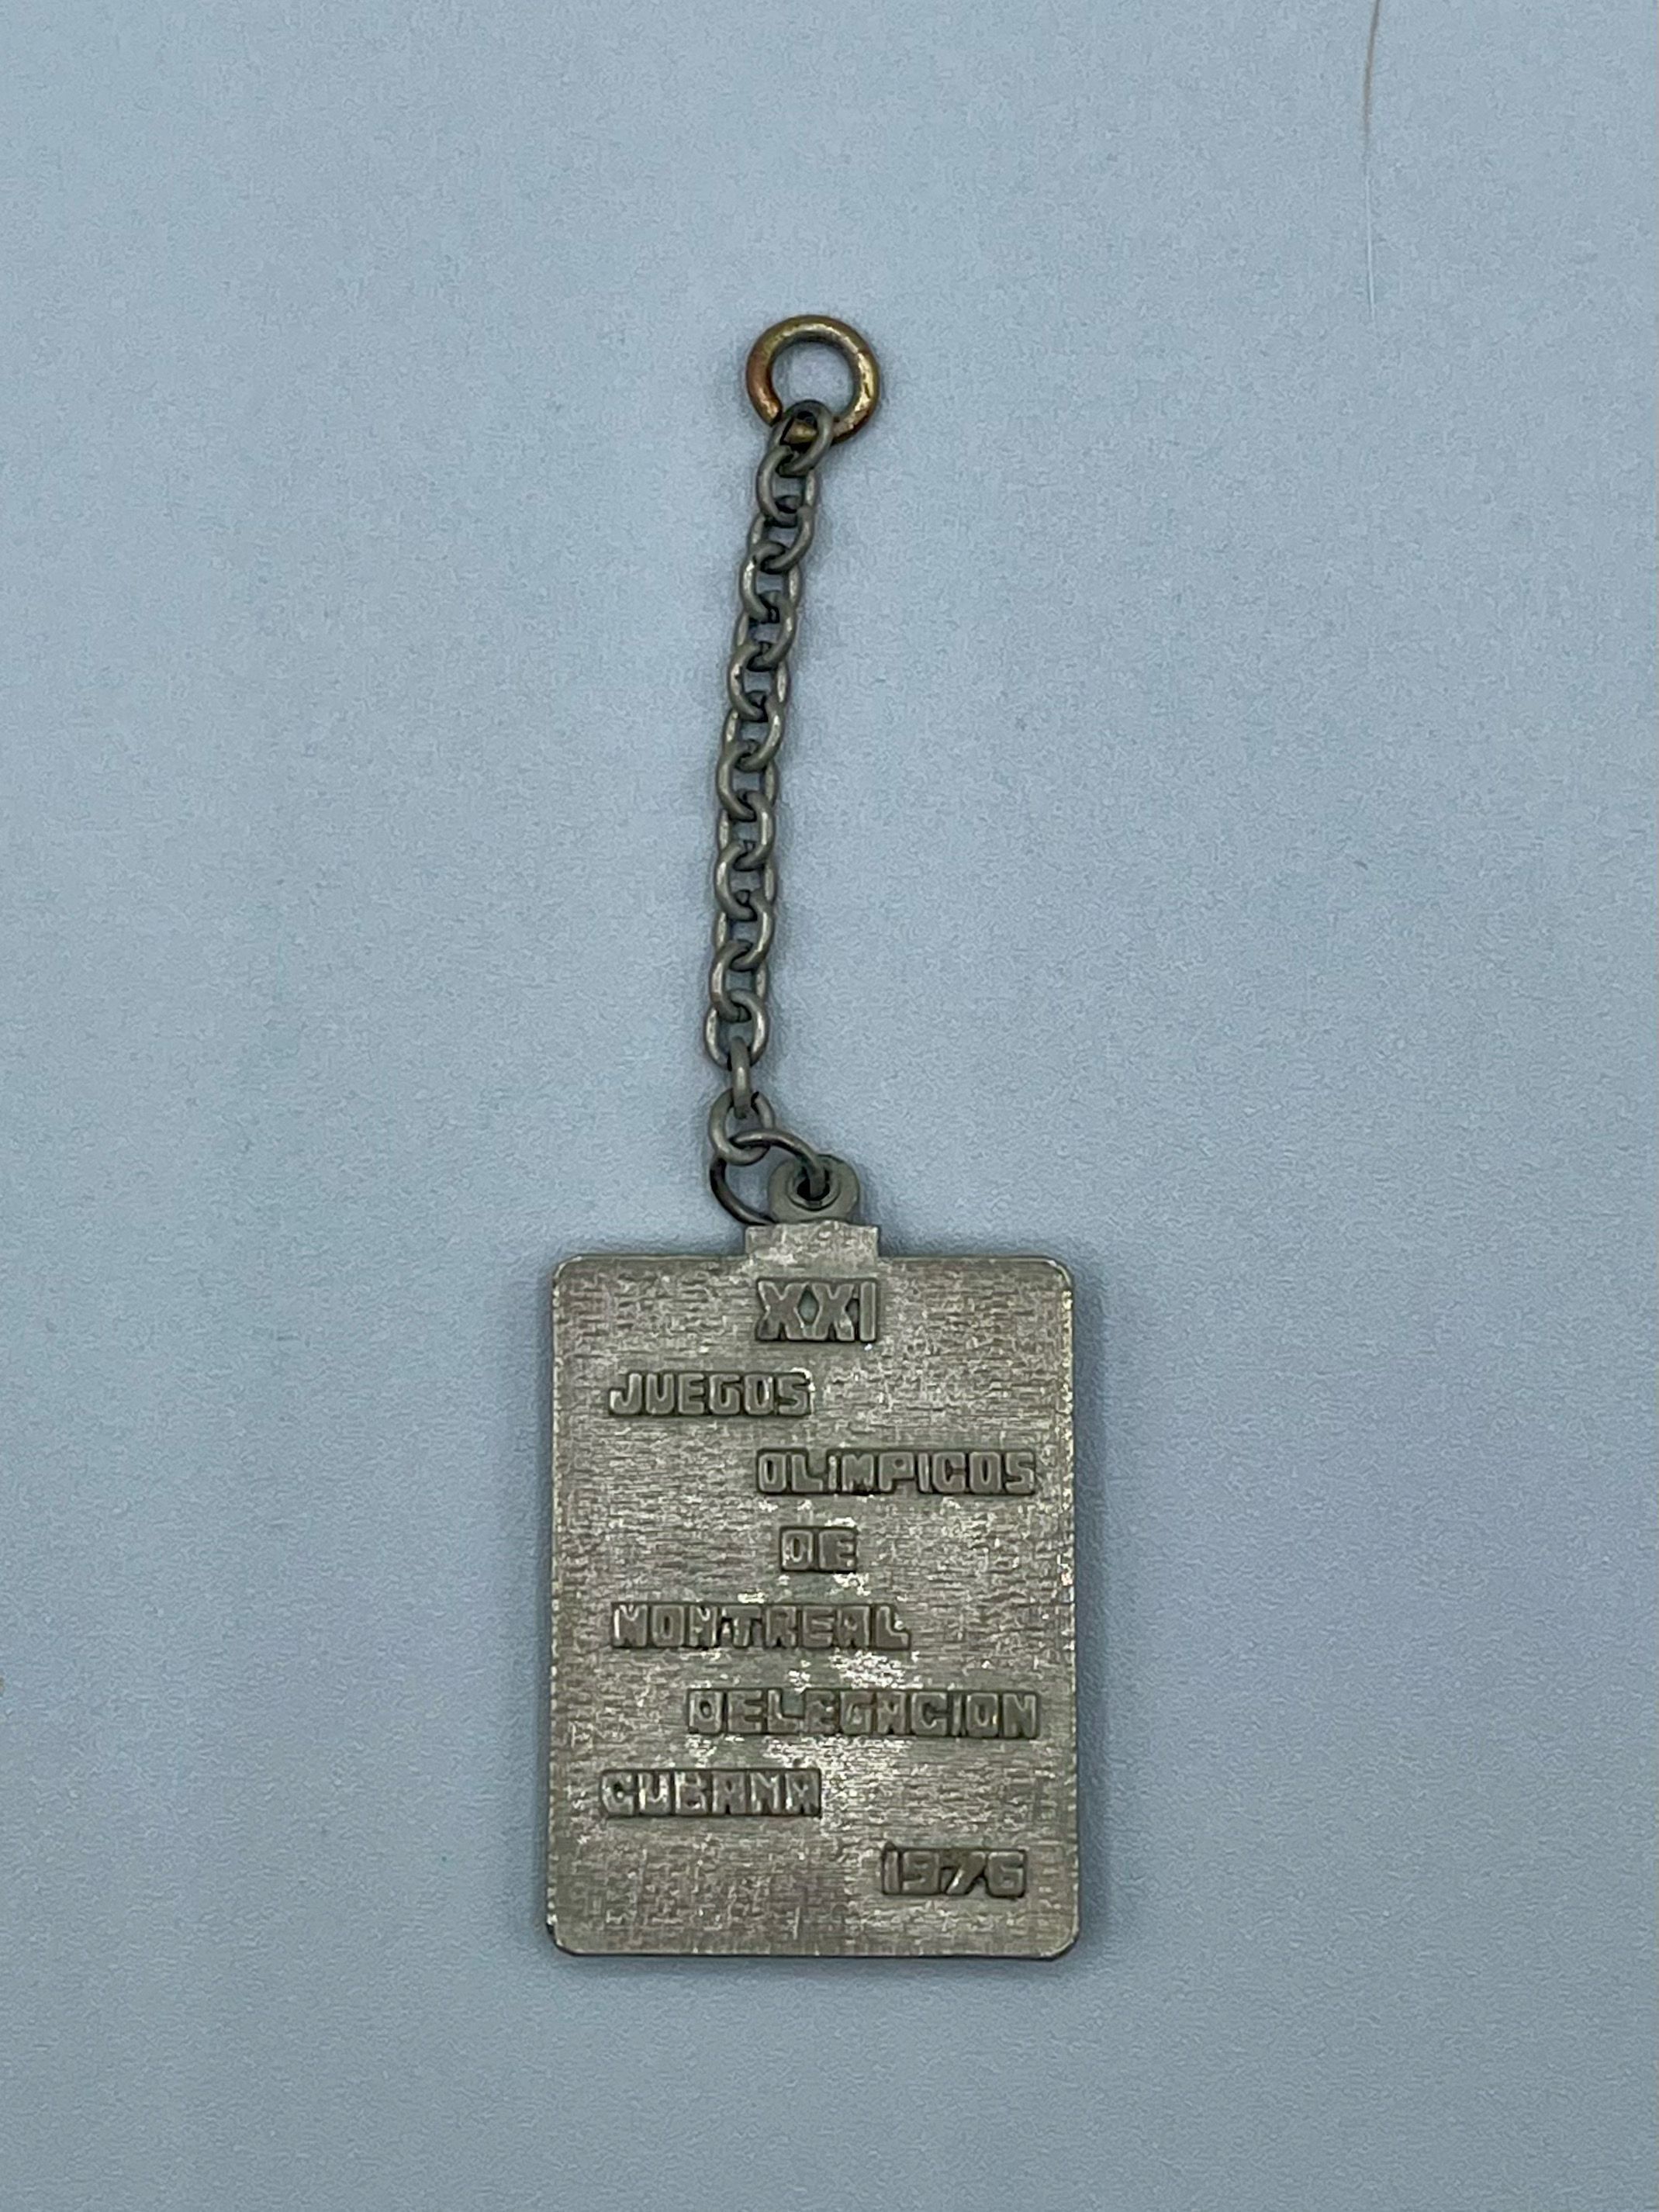 XXI
JUEGOS
OLIMPICOS
DE
MONTREAL
DELEGACION
CUBANA
1976